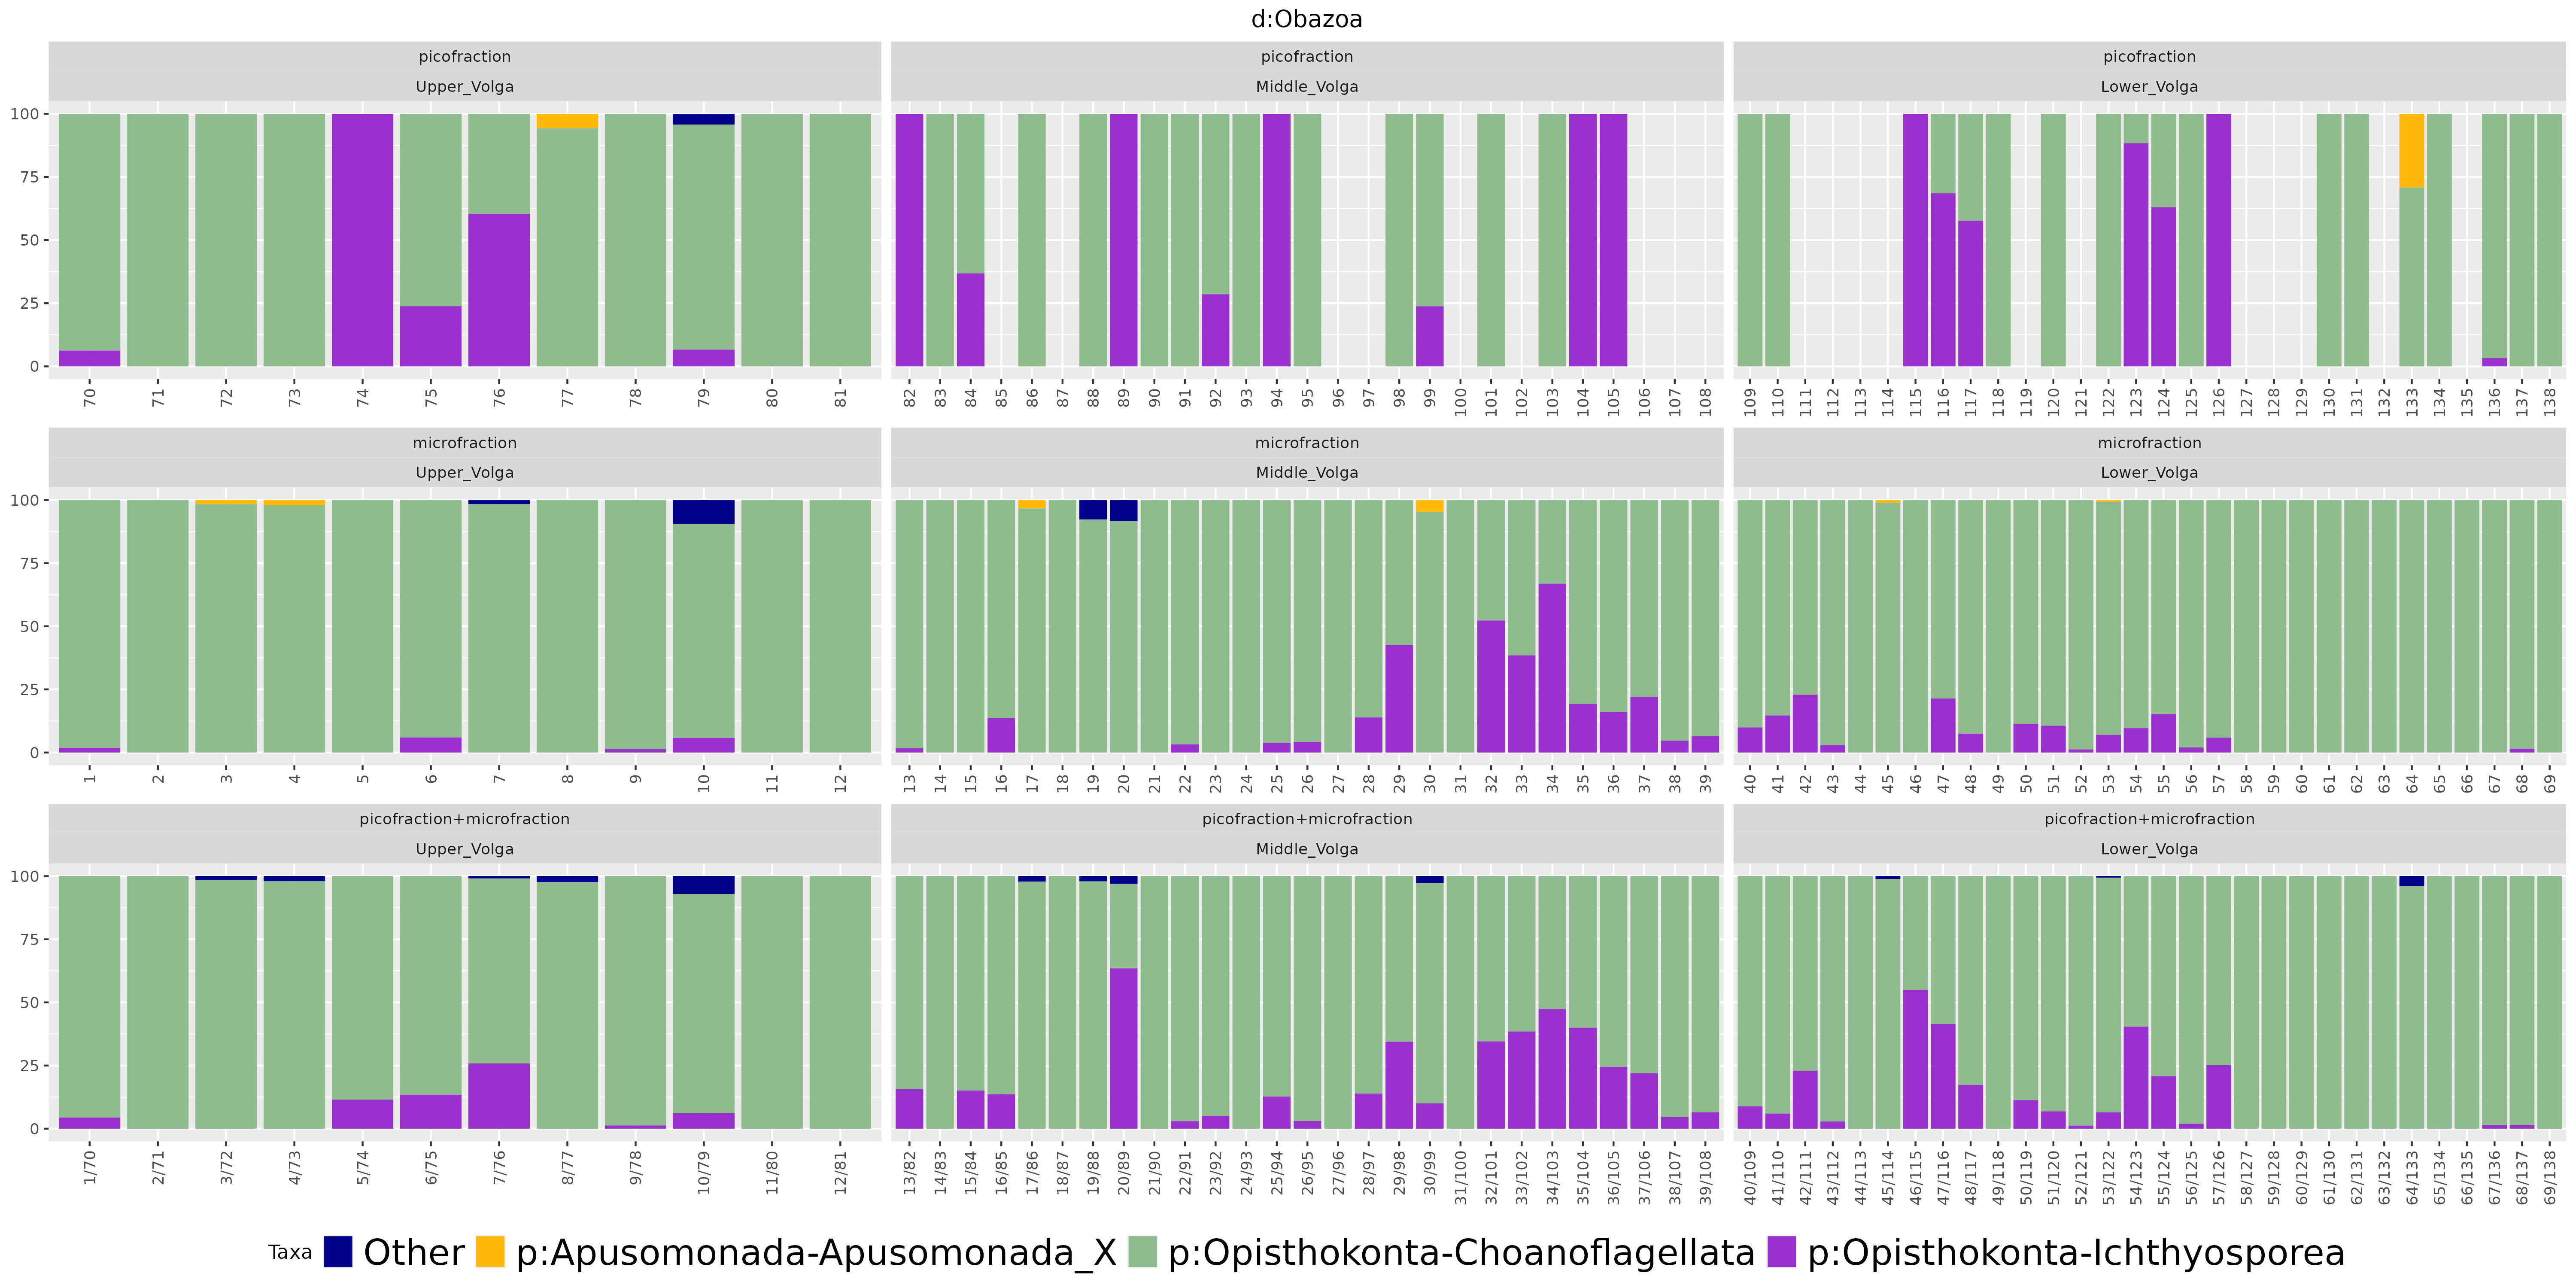 d:Obazoa
picofraction picofraction picofraction
Upper_Volga Middle_Volga Lower_Volga
100
75
50
25
0
70 71 72 73 74 75 76 77 78 79 80 81 82 83 84 85 86 87 88 89 90 91 92 93 94 95 96 97 98 99 100 101 102 103 104 105 106 107 108 109 110 111 112 113 114 115 116 117 118 119 120 121 122 123 124 125 126 127 128 129 130 131 132 133 134 135 136 137 138
microfraction microfraction microfraction
Upper_Volga Middle_Volga Lower_Volga
100
75
50
25
0
1 2 3 4 5 6 7 8 9 10 11 12 13 14 15 16 17 18 19 20 21 22 23 24 25 26 27 28 29 30 31 32 33 34 35 36 37 38 39 40 41 42 43 44 45 46 47 48 49 50 51 52 53 54 55 56 57 58 59 60 61 62 63 64 65 66 67 68 69
picofraction+microfraction picofraction+microfraction picofraction+microfraction
Upper_Volga Middle_Volga Lower_Volga
100
75
50
25
0
1/70 2/71 3/72 4/73 5/74 6/75 7/76 8/77 9/78 10/79 11/80 12/81 13/82 14/83 15/84 16/85 17/86 18/87 19/88 20/89 21/90 22/91 23/92 24/93 25/94 26/95 27/96 28/97 29/98 30/99 31/100 32/101 33/102 34/103 35/104 36/105 37/106 38/107 39/108 40/109 41/110 42/111 43/112 44/113 45/114 46/115 47/116 48/117 49/118 50/119 51/120 52/121 53/122 54/123 55/124 56/125 57/126 58/127 59/128 60/129 61/130 62/131 63/132 64/133 65/134 66/135 67/136 68/137 69/138
Taxa Other p:Apusomonada-Apusomonada_X p:Opisthokonta-Choanoflagellata p:Opisthokonta-Ichthyosporea